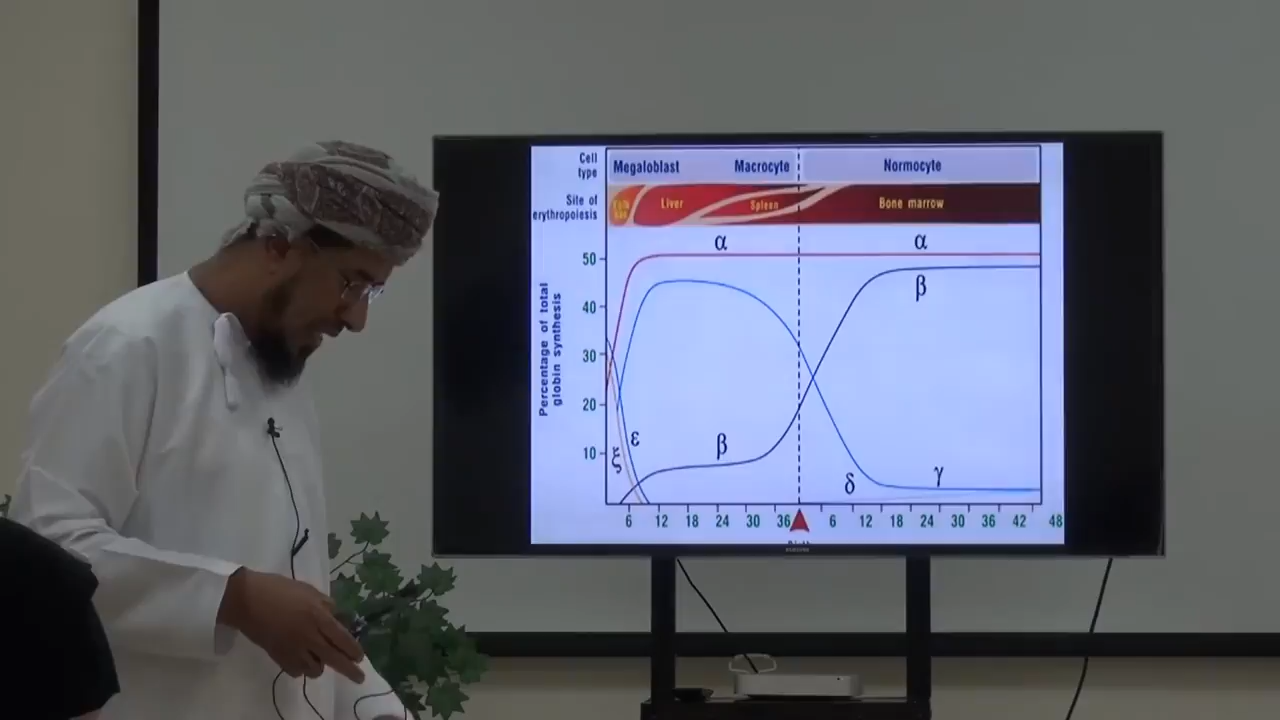 Cell type
Megaloblast Macrocyte Normocyte
Site of erythropoiesis
Liver Spleen Bone marrow
α α
50
β
40
Percentage of total globin synthesis
30
20
ε β
10
ξ
δ γ
6 12 18 24 30 36 6 12 18 24 30 36 42 48
SAMSUNG